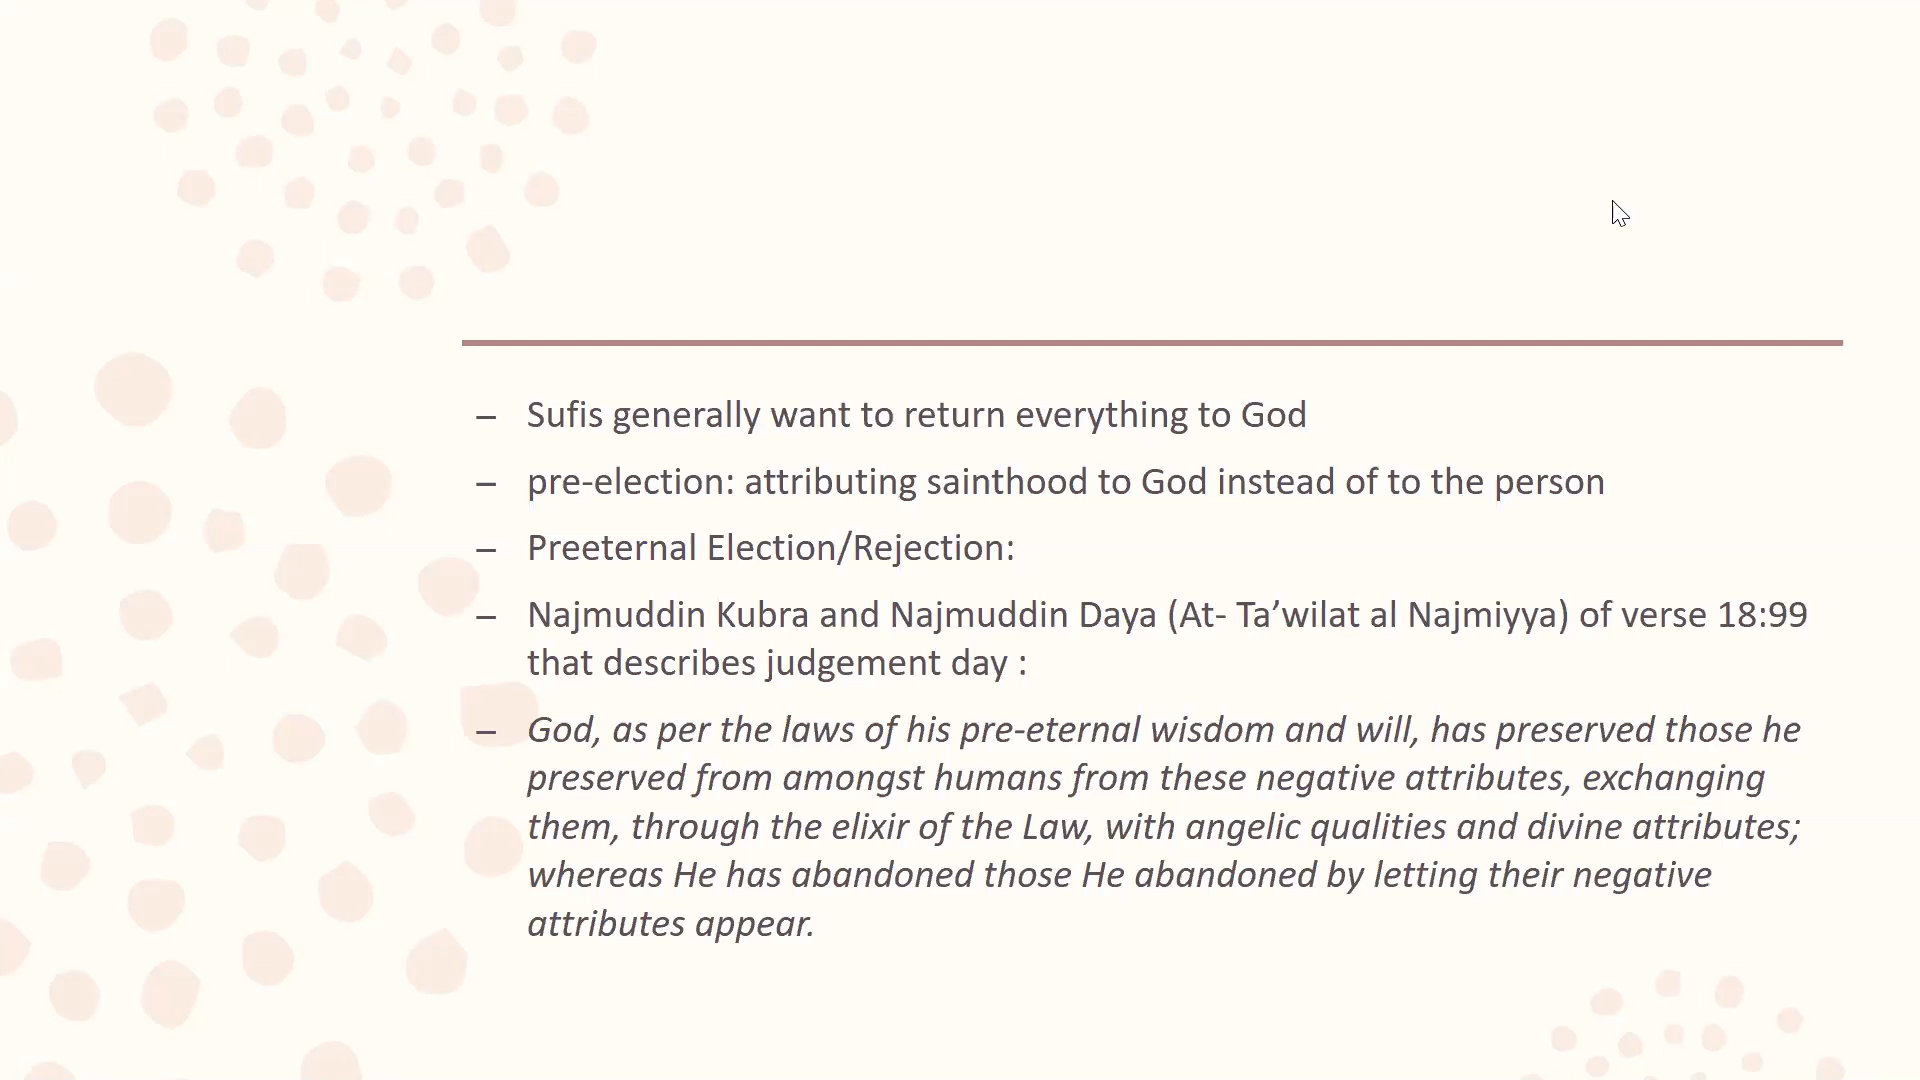 – Sufis generally want to return everything to God
– pre-election: attributing sainthood to God instead of to the person
– Preeternal Election/Rejection:
– Najmuddin Kubra and Najmuddin Daya (At- Ta’wilat al Najmiyya) of verse 18:99
that describes judgement day :
– God, as per the laws of his pre-eternal wisdom and will, has preserved those he
preserved from amongst humans from these negative attributes, exchanging
them, through the elixir of the Law, with angelic qualities and divine attributes;
whereas He has abandoned those He abandoned by letting their negative
attributes appear.